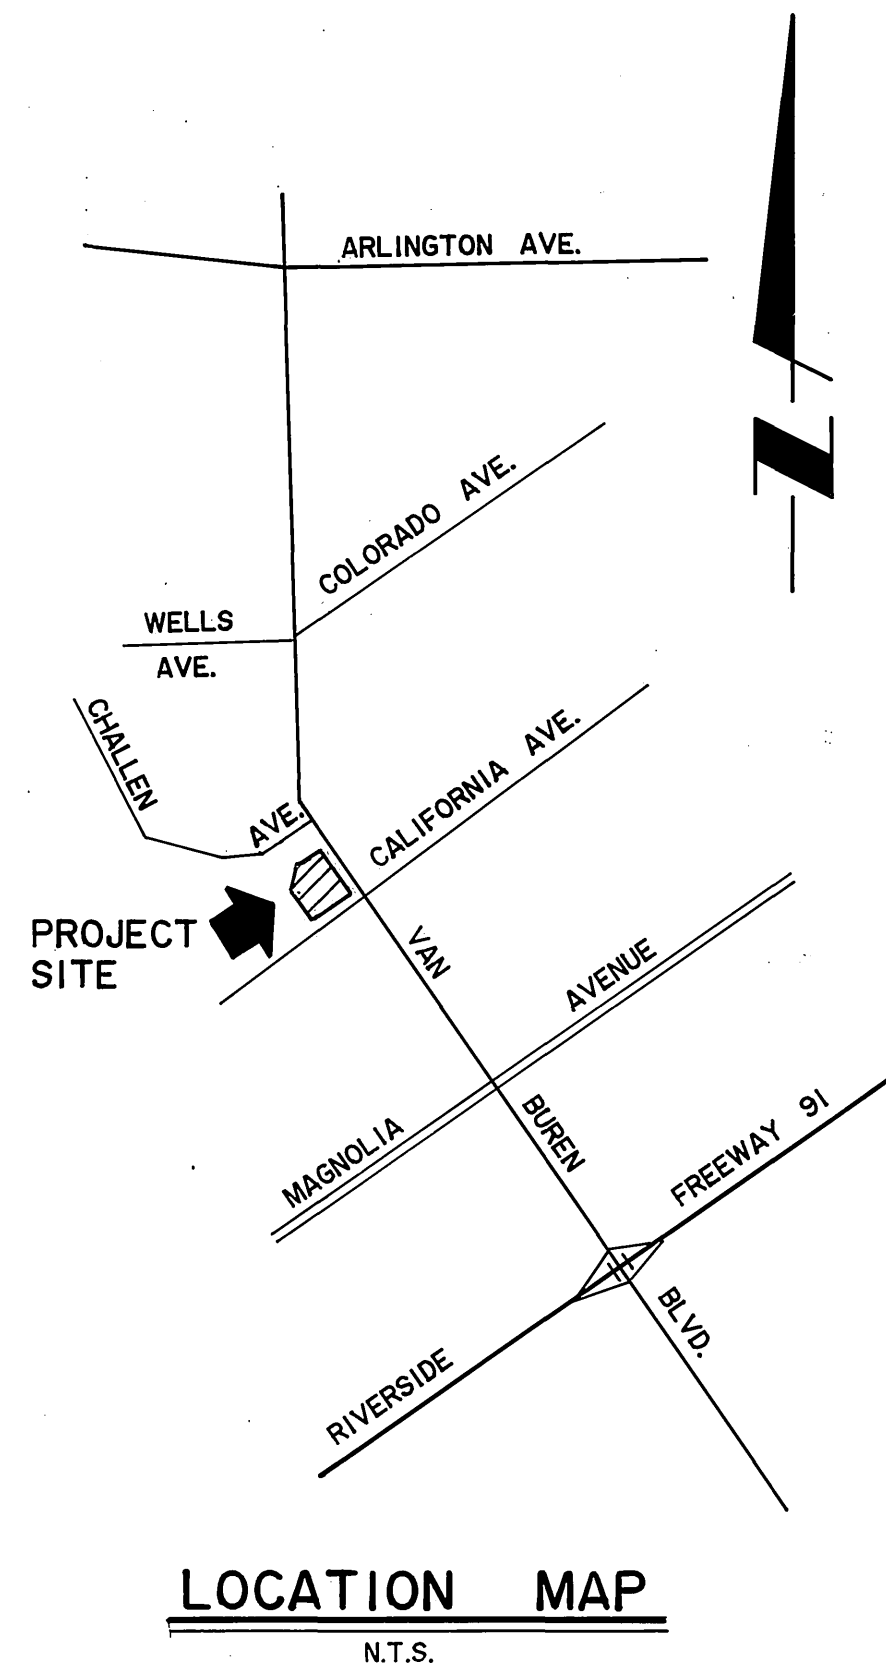 ARLINGTON AVE.
COLORADO AVE.
WELLS
AVE.
CHALLEN
AVE.
CALIFORNIA AVE.
PROJECT
SITE
VAN
BUREN
BLVD.
MAGNOLIA AVENUE
RIVERSIDE FREEWAY 91
N
LOCATION MAP
N.T.S.